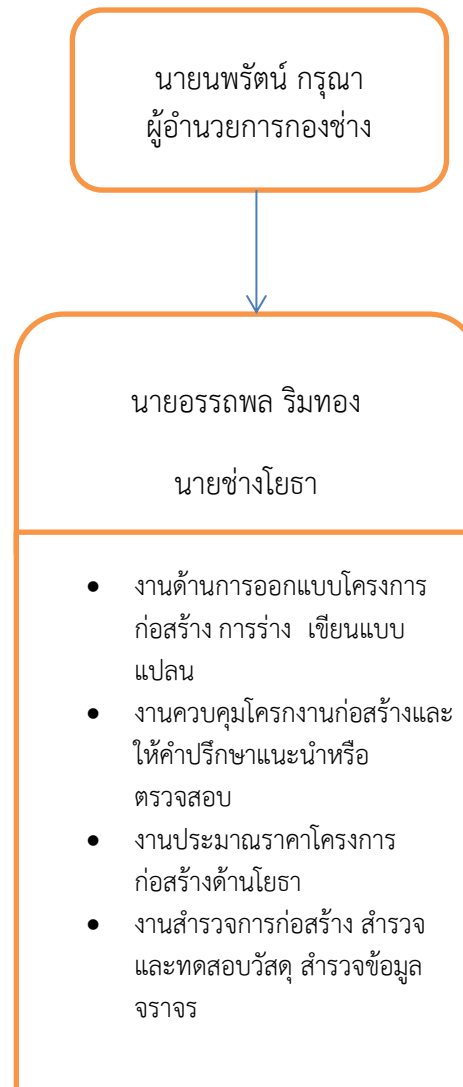 นายนพรัตน์ กรุณา
ผู้อำนวยการกองช่าง
นายอรรถพล ริมทอง
นายช่างโยธา
• งานด้านการออกแบบโครงการ
ก่อสร้าง การร่าง เขียนแบบ
แปลน
• งานควบคุมโครกงานก่อสร้างและ
ให้คำปรึกษาแนะนำหรือ
ตรวจสอบ
• งานประมาณราคาโครงการ
ก่อสร้างด้านโยธา
• งานสำรวจการก่อสร้าง สำรวจ
และทดสอบวัสดุ สำรวจข้อมูล
จราจร